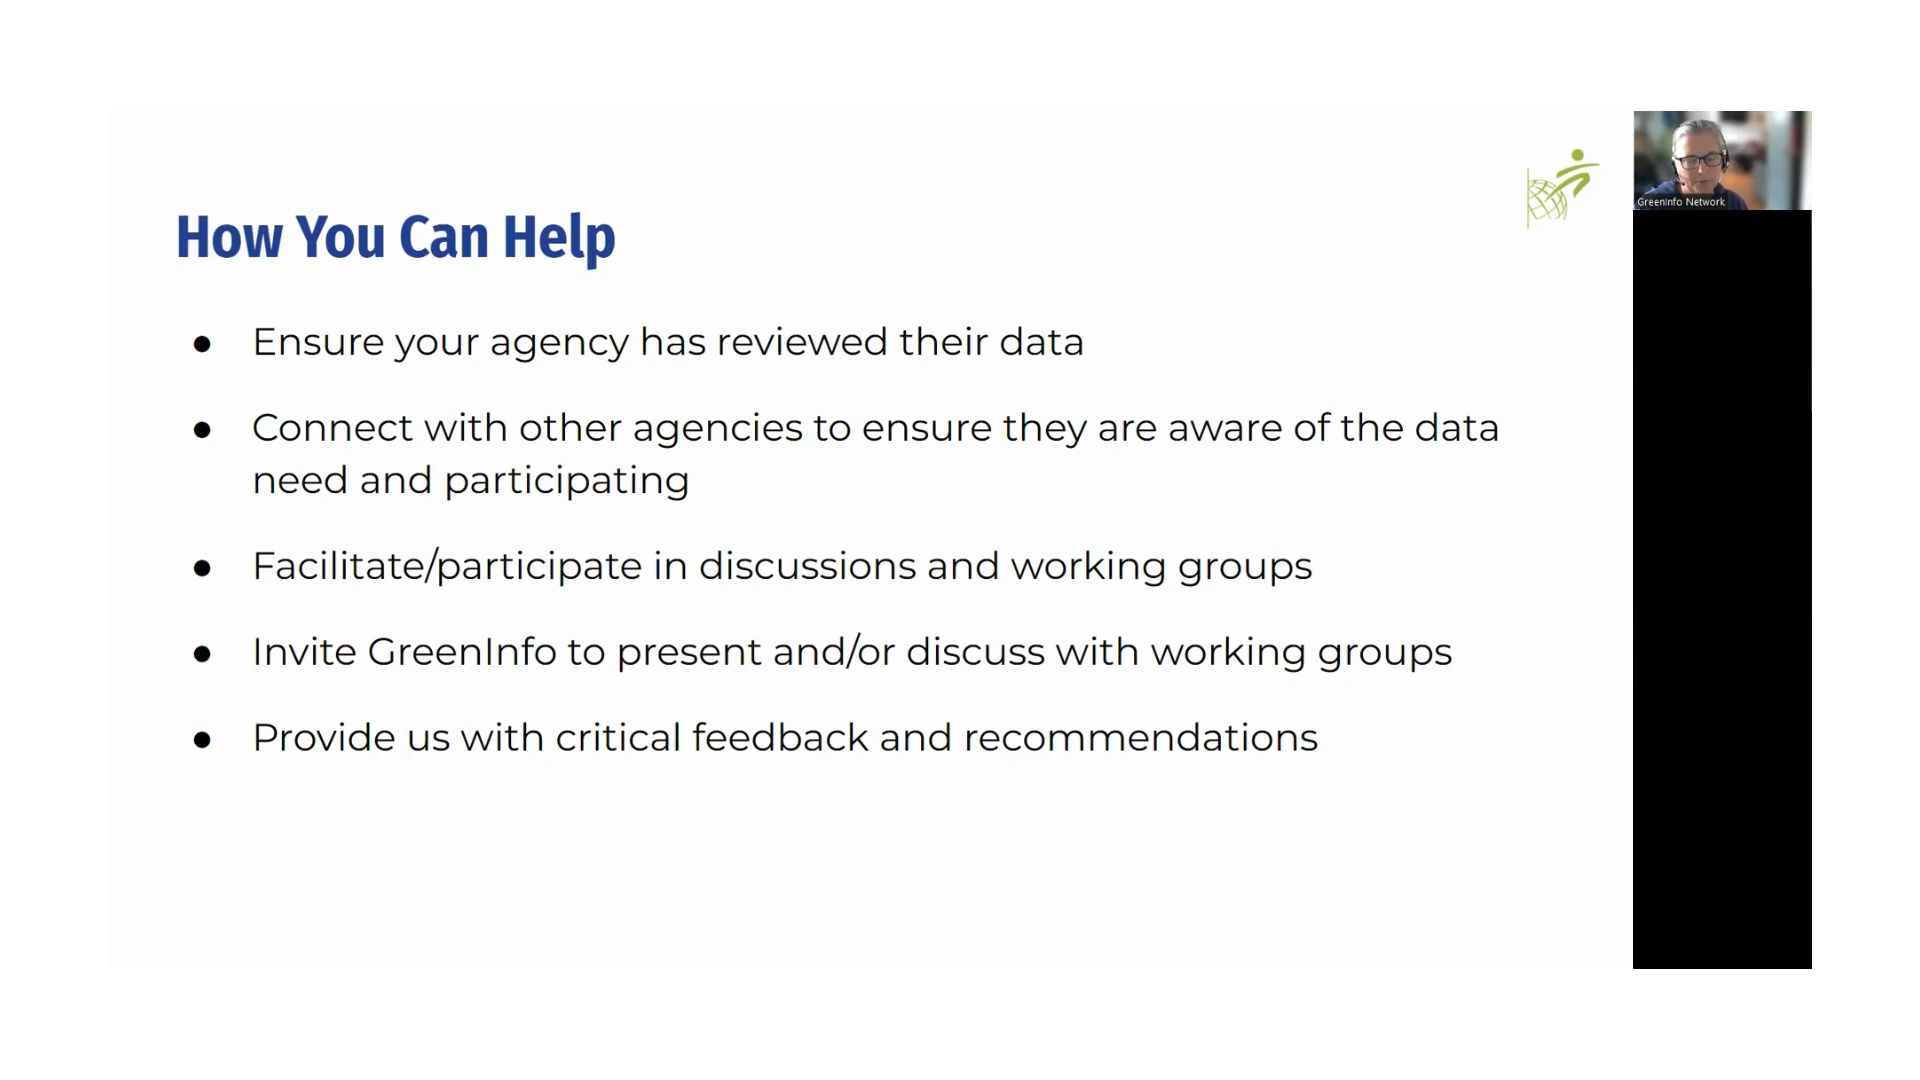 How You Can Help
● Ensure your agency has reviewed their data
● Connect with other agencies to ensure they are aware of the data
need and participating
● Facilitate/participate in discussions and working groups
● Invite GreenInfo to present and/or discuss with working groups
● Provide us with critical feedback and recommendations
GreenInfo Network